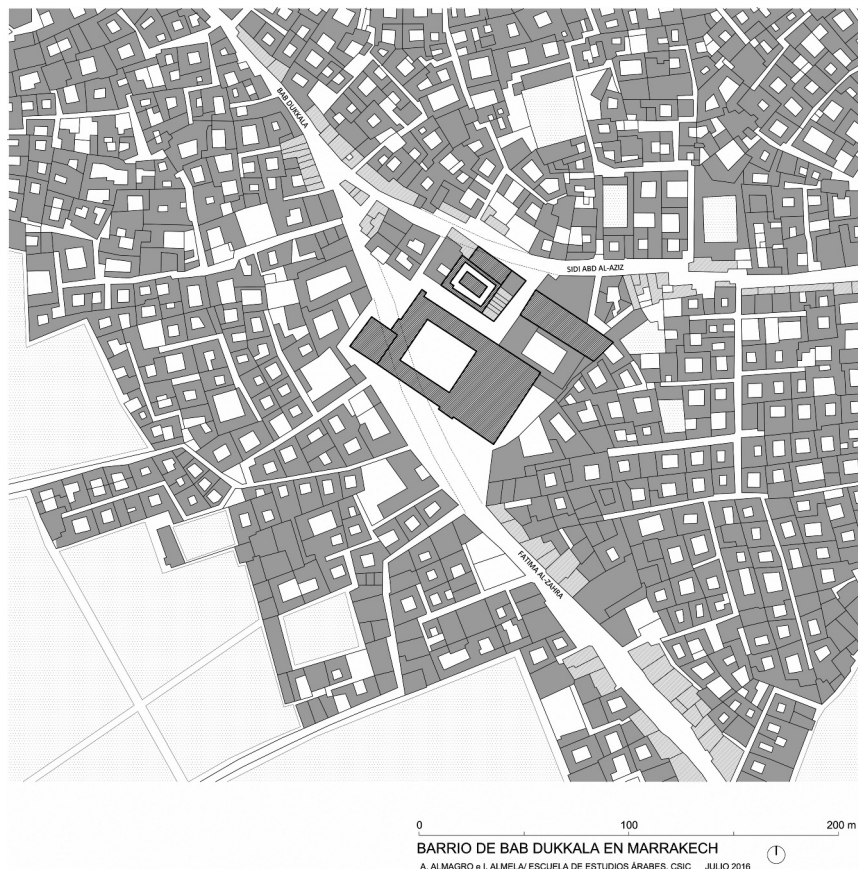 BAB DUKKALA
SIDI ABD AL-AZIZ
FATIMA AL-ZAHRA
0 100 200 m
BARRIO DE BAB DUKKALA EN MARRAKECH
A. ALMAGRO e I. ALMELA/ ESCUELA DE ESTUDIOS ÁRABES, CSIC JULIO 2016